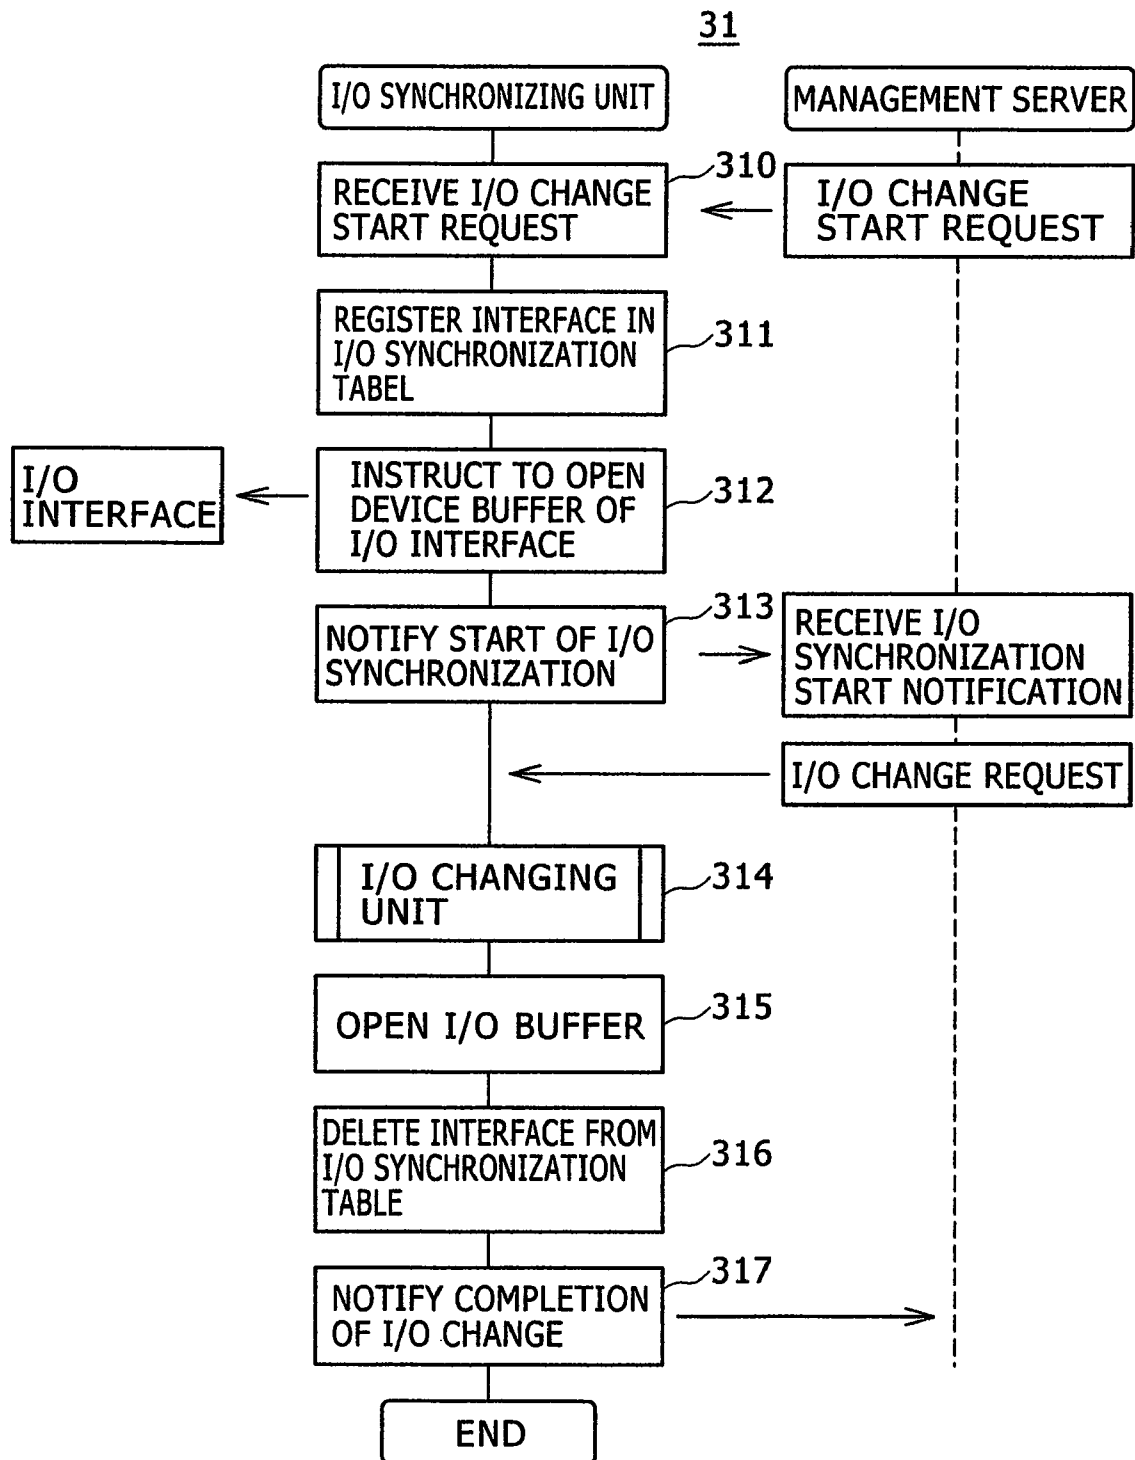 31
I/O SYNCHRONIZING UNIT
MANAGEMENT SERVER
310
RECEIVE I/O CHANGE
START REQUEST
I/O CHANGE
START REQUEST
311
REGISTER INTERFACE IN
I/O SYNCHRONIZATION
TABEL
I/O
INTERFACE
312
INSTRUCT TO OPEN
DEVICE BUFFER OF
I/O INTERFACE
313
NOTIFY START OF I/O
SYNCHRONIZATION
RECEIVE I/O
SYNCHRONIZATION
START NOTIFICATION
I/O CHANGE REQUEST
314
I/O CHANGING
UNIT
315
OPEN I/O BUFFER
316
DELETE INTERFACE FROM
I/O SYNCHRONIZATION
TABLE
317
NOTIFY COMPLETION
OF I/O CHANGE
END